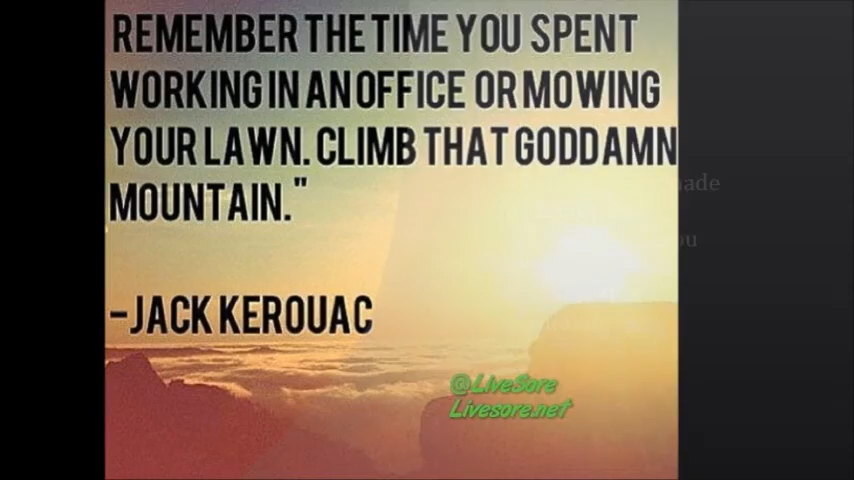 REMEMBER THE TIME YOU SPENT
WORKING IN AN OFFICE OR MOWING
YOUR LAWN. CLIMB THAT GODDAMN
MOUNTAIN."
-JACK KEROUAC
@LiveSore
Livesore.net